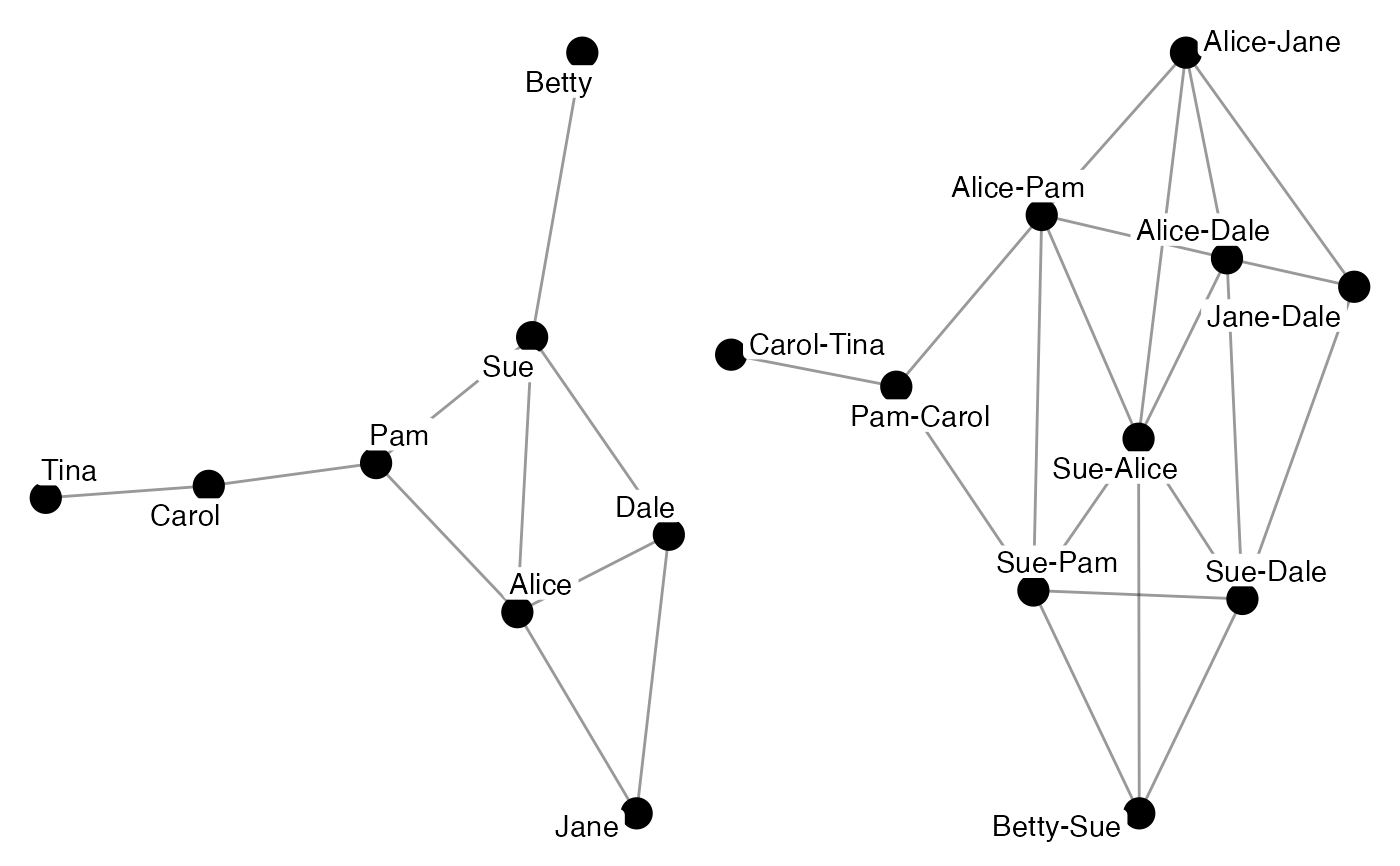 Betty
Sue
Pam
Tina
Carol
Dale
Alice
Jane
Alice-Jane
Alice-Pam
Alice-Dale
Jane-Dale
Carol-Tina
Pam-Carol
Sue-Alice
Sue-Pam
Sue-Dale
Betty-Sue